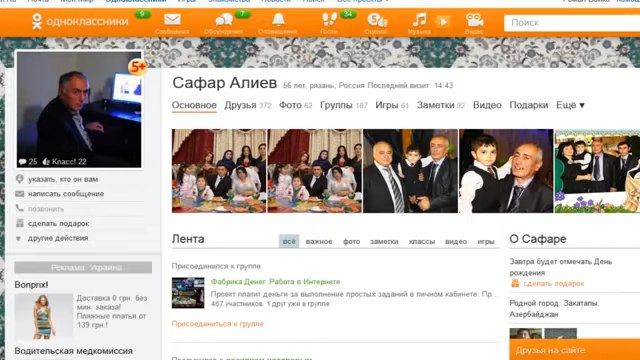 Одноклассники
одноклассники
5
7
34
Сообщения
Обсуждения
Оповещения
Гости
Оценки
Музыка
Видео
Поиск
5+
25 Класс! 22
указать, кто он вам
написать сообщение
позвонить
сделать подарок
другие действия
Реклама. Украина
Bonprix!
Доставка 0 грн. без
мин. заказа!
Пляжные платья от
139 грн.!
Водительская медкомиссия
Сафар Алиев 56 лет, рязань, Россия Последний визит: 14:43
Основное Друзья 372 Фото 62 Группы 187 Игры 61 Заметки 92 Видео Подарки Ещё ▼
Лента
всё важное фото заметки классы видео игры
Присоединился к группе
Фабрика Денег. Работа в Интернете
Проект платит деньги за выполнение простых заданий в личном кабинете. Пр...
467 участников. 1 друг уже в группе
Присоединиться к группе
О Сафаре
Завтра будет отмечать День
рождения
сделать подарок
Родной город: Закаталы,
Азербайджан
Друзья на сайте